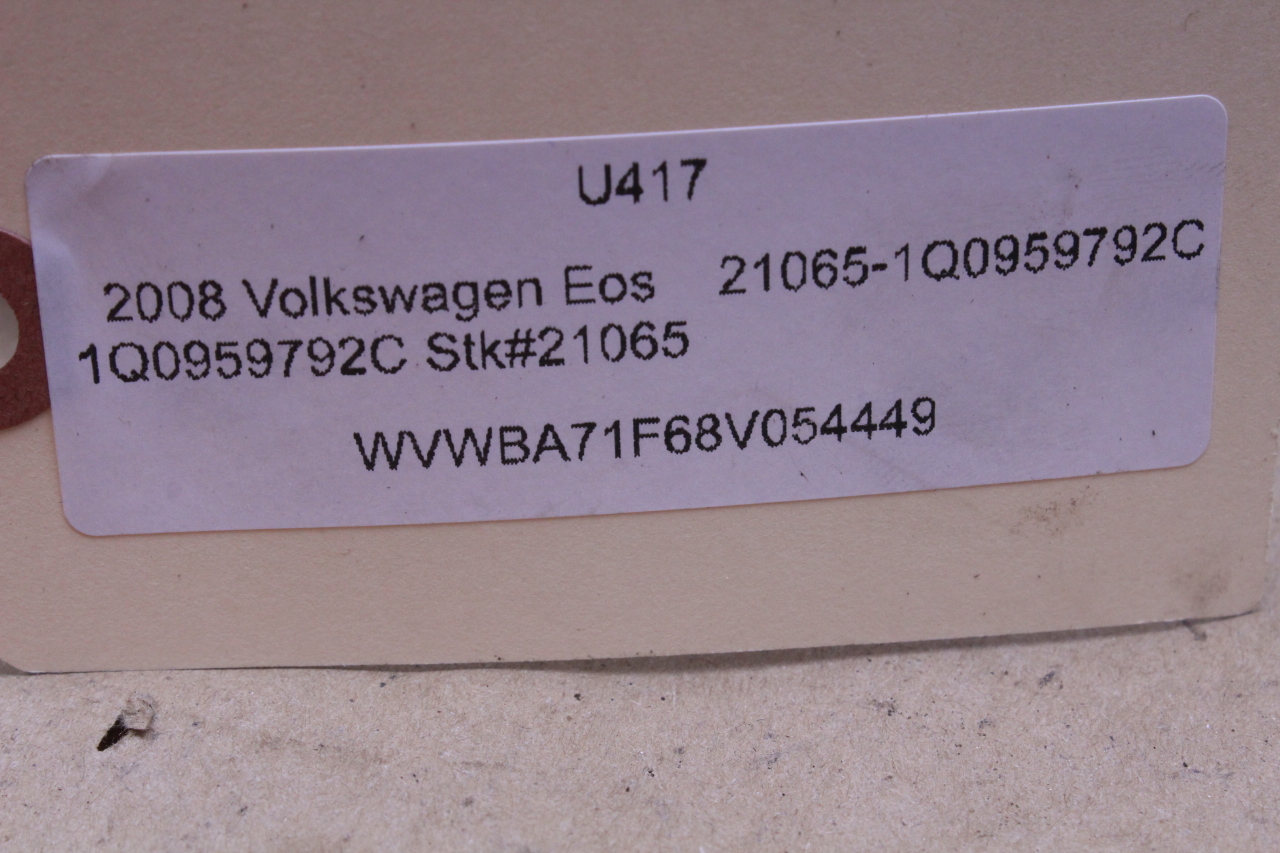 U417
2008 Volkswagen Eos 21065-1Q0959792C
1Q0959792C Stk#21065
WVWBA71F68V054449